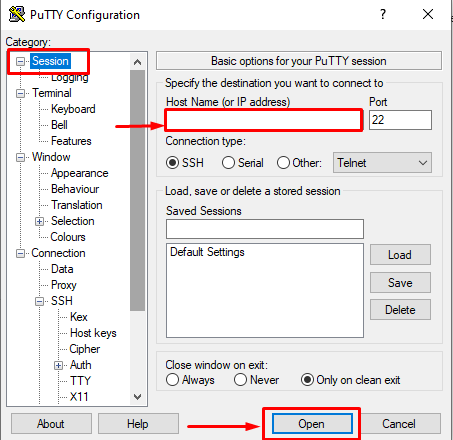 PuTTY Configuration
Category:
Session
Logging
Terminal
Keyboard
Bell
Features
Window
Appearance
Behaviour
Translation
Selection
Colours
Connection
Data
Proxy
SSH
Kex
Host keys
Cipher
Auth
TTY
X11
Basic options for your PuTTY session
Specify the destination you want to connect to
Host Name (or IP address) Port
22
Connection type:
SSH Serial Other: Telnet
Load, save or delete a stored session
Saved Sessions
Default Settings
Load
Save
Delete
Close window on exit:
Always Never Only on clean exit
About Help Open Cancel